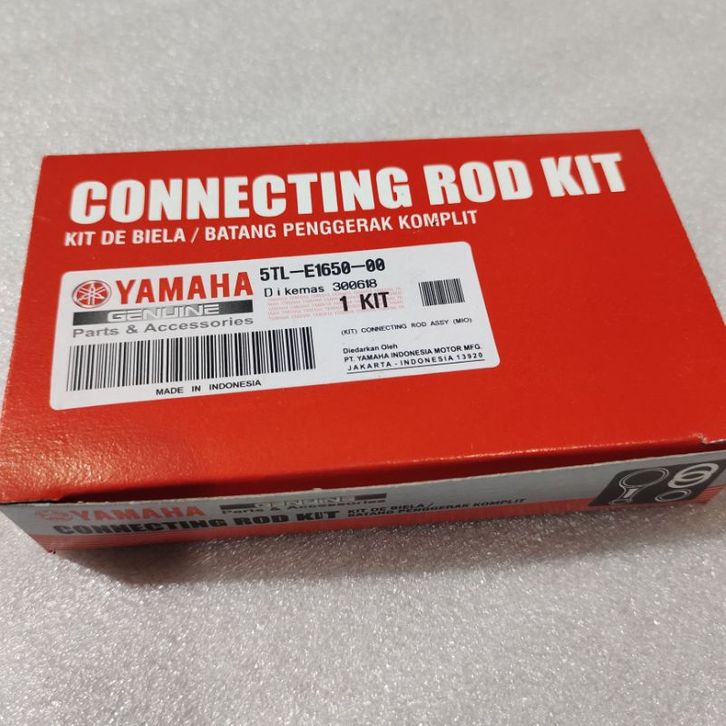 CONNECTING ROD KIT
KIT DE BIELA / BATANG PENGGERAK KOMPLIT
YAMAHA
GENUINE
Parts & Accessories
5TL-E1650-00
Dikemas 300618
1 KIT
(KIT) CONNECTING ROD ASSY (MIO)
Diedarkan Oleh
PT. YAMAHA INDONESIA MOTOR MFG.
JAKARTA - INDONESIA 13920
MADE IN INDONESIA
YAMAHA
GENUINE
Parts & Accessories
CONNECTING ROD KIT
KIT DE BIELA /
BATANG PENGGERAK KOMPLIT